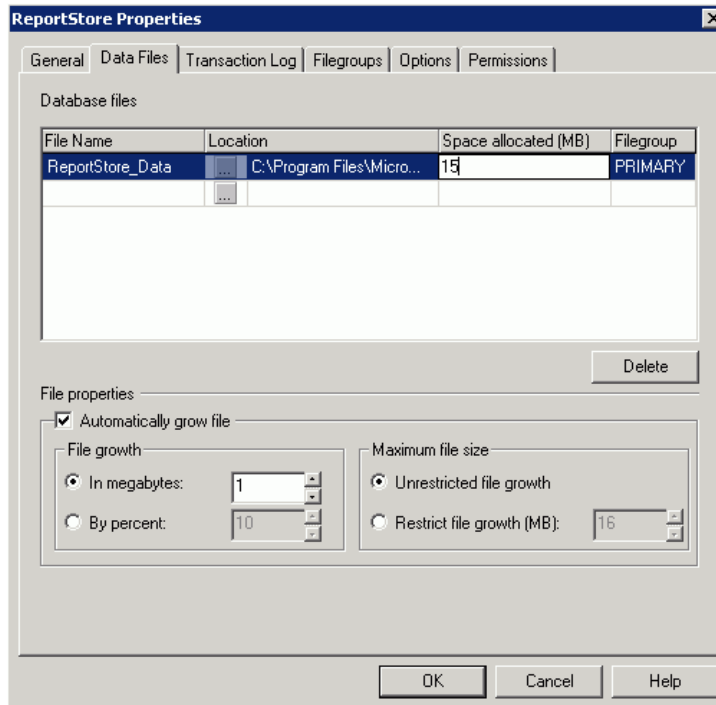 ReportStore Properties
General Data Files Transaction Log Filegroups Options Permissions
Database files
File Name Location Space allocated (MB) Filegroup
ReportStore_Data ... C:\Program Files\Micro... 15 PRIMARY
...
Delete
File properties
Automatically grow file
File growth Maximum file size
In megabytes: 1 Unrestricted file growth
By percent: 10 Restrict file growth (MB): 16
OK Cancel Help